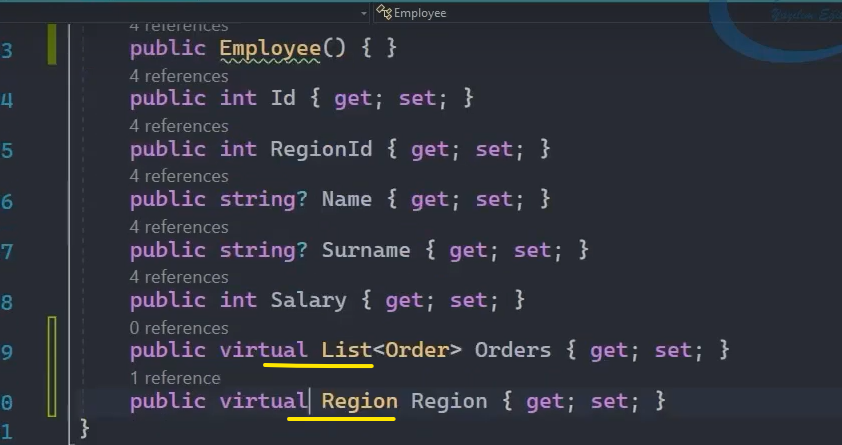 Employee
4 references
3 public Employee() { }
4 references
4 public int Id { get; set; }
4 references
5 public int RegionId { get; set; }
4 references
6 public string? Name { get; set; }
4 references
7 public string? Surname { get; set; }
4 references
8 public int Salary { get; set; }
0 references
9 public virtual List<Order> Orders { get; set; }
1 reference
0 public virtual Region Region { get; set; }
1 }